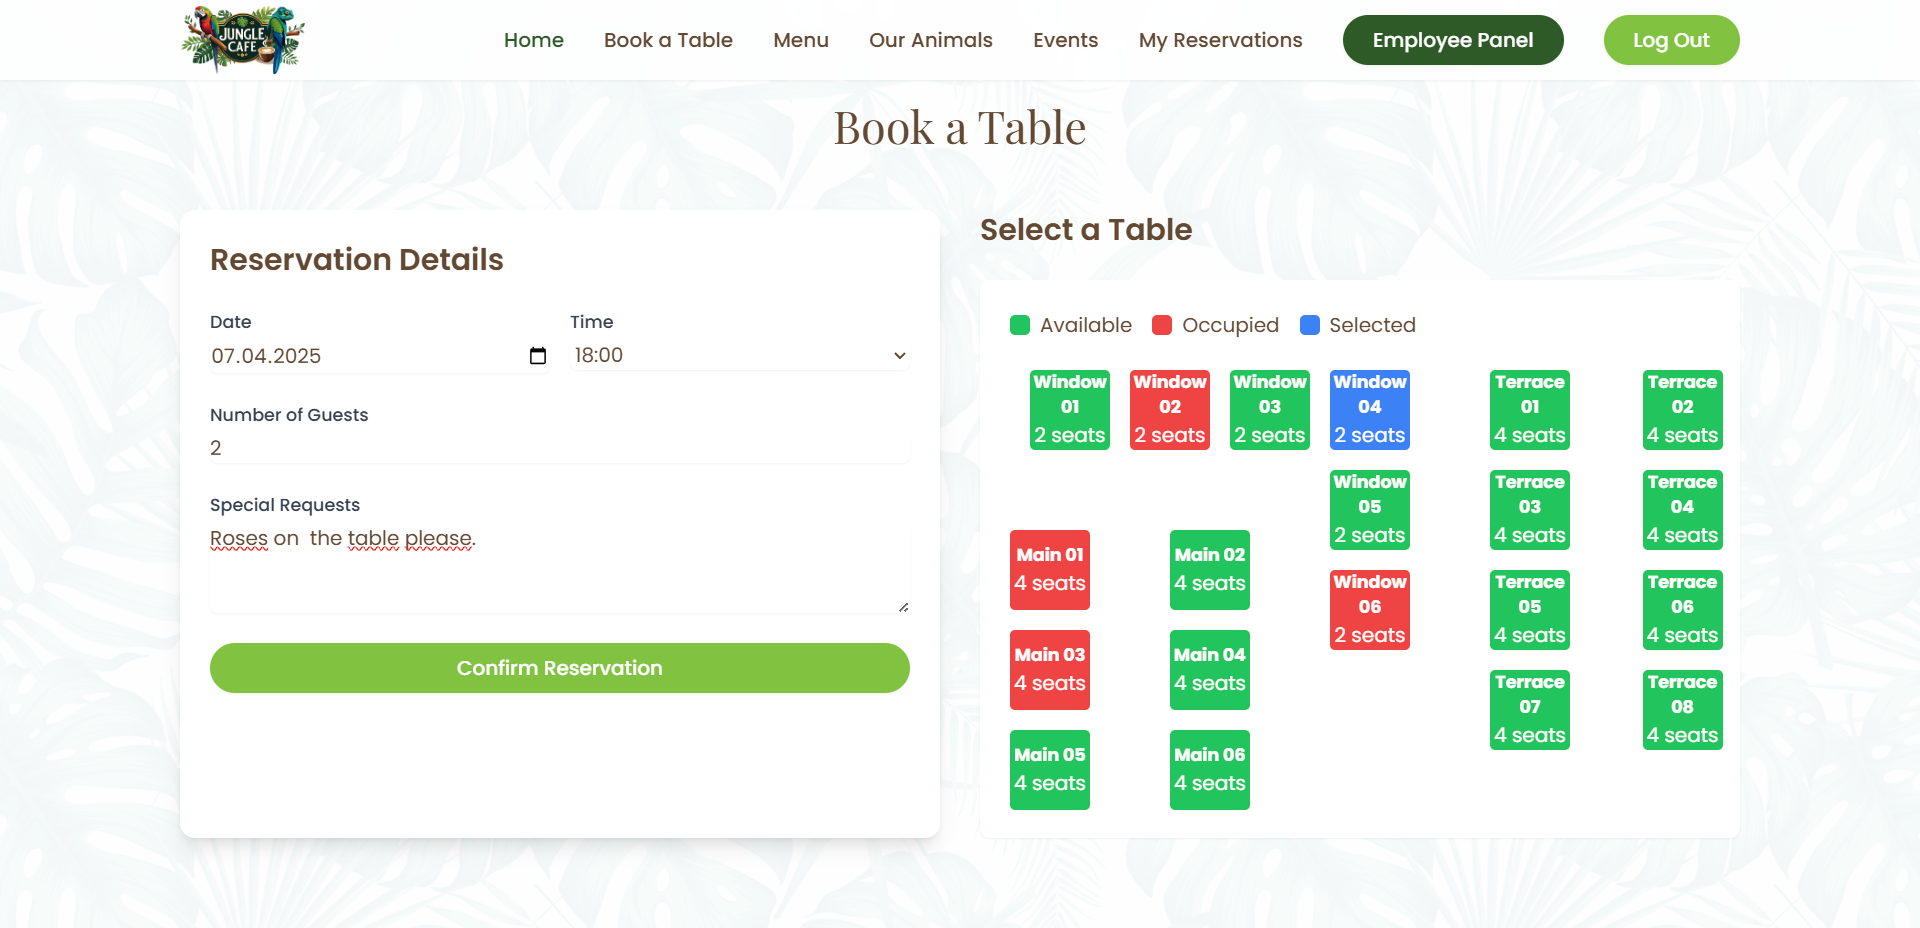 JUNGLE
CAFE
Home
Book a Table
Menu
Our Animals
Events
My Reservations
Employee Panel
Log Out
Book a Table
Reservation Details
Date
Time
07.04.2025
18:00
Number of Guests
2
Special Requests
Roses on  the table please.
Confirm Reservation
Select a Table
Available
Occupied
Selected
Window
01
2 seats
Window
02
2 seats
Window
03
2 seats
Window
04
2 seats
Terrace
01
4 seats
Terrace
02
4 seats
Window
05
2 seats
Terrace
03
4 seats
Terrace
04
4 seats
Main 01
4 seats
Main 02
4 seats
Window
06
2 seats
Terrace
05
4 seats
Terrace
06
4 seats
Main 03
4 seats
Main 04
4 seats
Terrace
07
4 seats
Terrace
08
4 seats
Main 05
4 seats
Main 06
4 seats